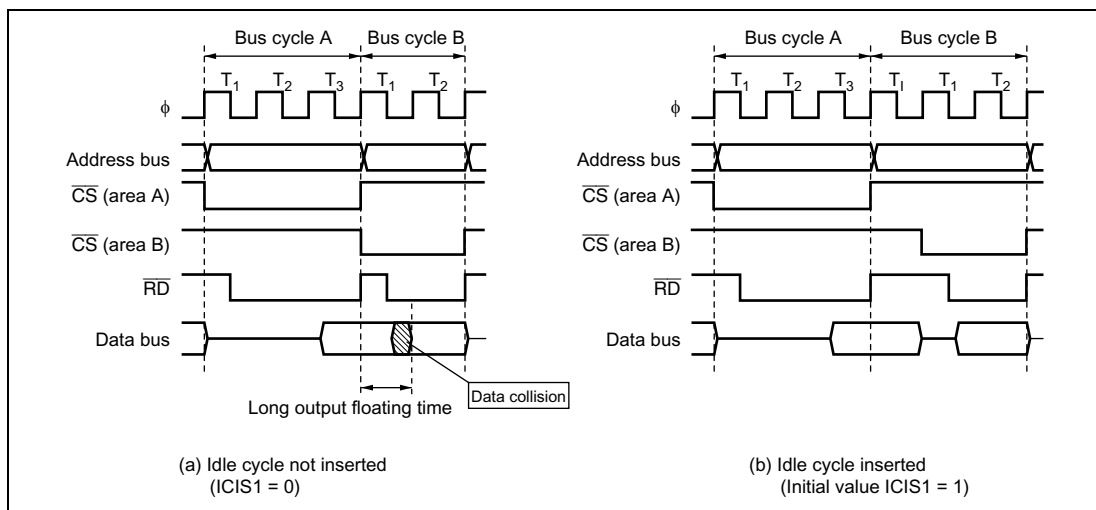 Bus cycle A Bus cycle B
T1 T2 T3 T1 T2
ϕ
Address bus
CS (area A)
CS (area B)
RD
Data bus
Data collision
Long output floating time
(a) Idle cycle not inserted
(ICIS1 = 0)
Bus cycle A Bus cycle B
T1 T2 T3 TI T1 T2
ϕ
Address bus
CS (area A)
CS (area B)
RD
Data bus
(b) Idle cycle inserted
(Initial value ICIS1 = 1)